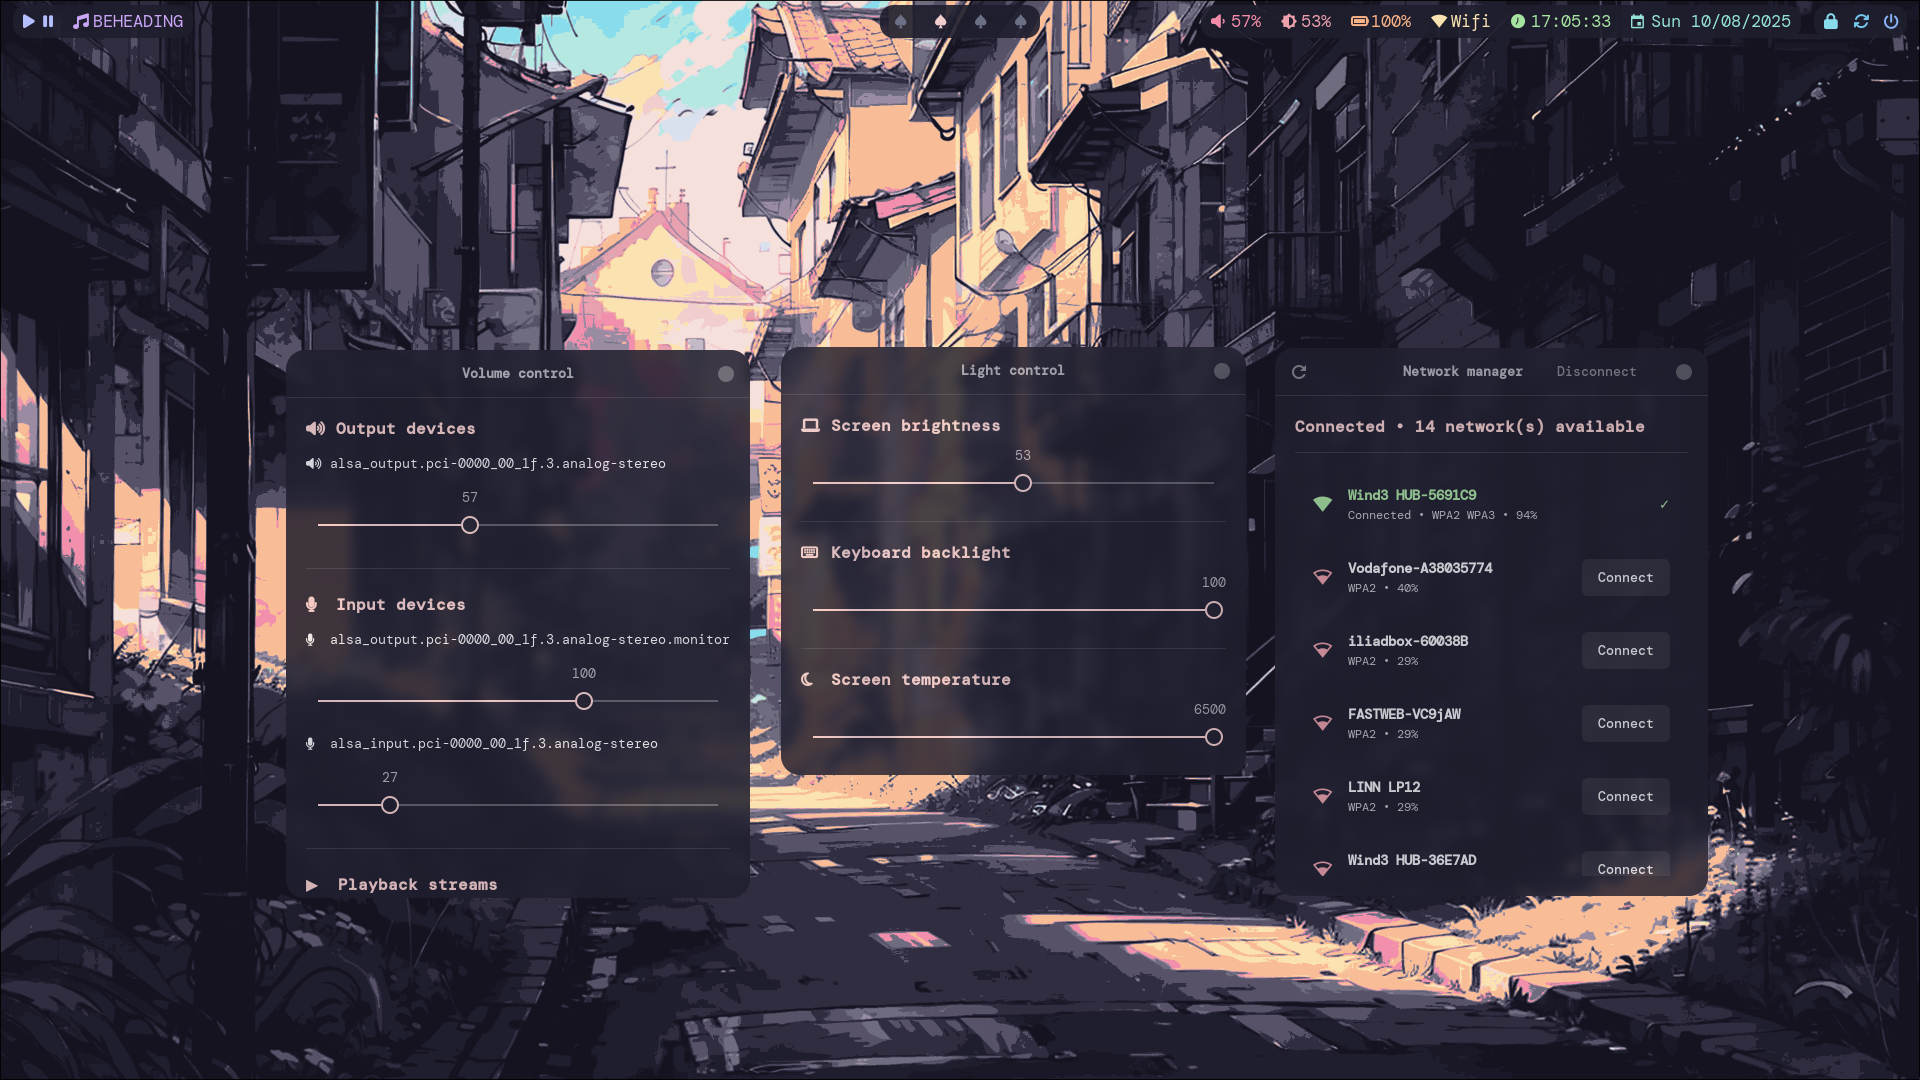 BEHEADING
57% 53% 100% Wifi 17:05:33 Sun 10/08/2025
Volume control
Output devices
alsa_output.pci-0000_00_1f.3.analog-stereo
57
Input devices
alsa_output.pci-0000_00_1f.3.analog-stereo.monitor
100
alsa_input.pci-0000_00_1f.3.analog-stereo
27
Playback streams
Light control
Screen brightness
53
Keyboard backlight
100
Screen temperature
6500
Network manager Disconnect
Connected • 14 network(s) available
Wind3 HUB-5691C9
Connected • WPA2 WPA3 • 94% ✓
Vodafone-A38035774
WPA2 • 40%
Connect
iliadbox-60038B
WPA2 • 29%
Connect
FASTWEB-VC9jAW
WPA2 • 29%
Connect
LINN LP12
WPA2 • 29%
Connect
Wind3 HUB-36E7AD
Connect